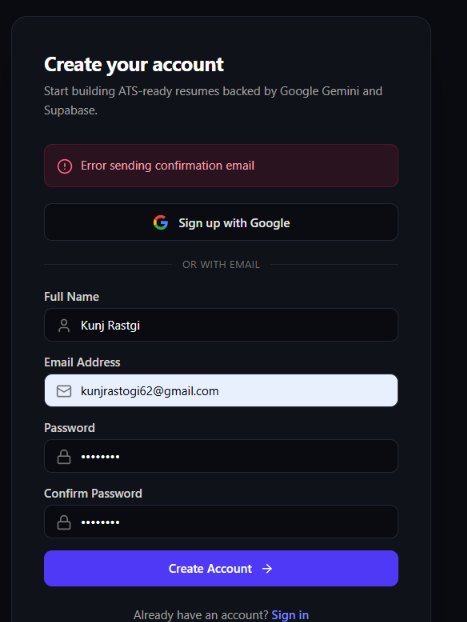 Create your account
Start building ATS-ready resumes backed by Google Gemini and
Supabase.
Error sending confirmation email
Sign up with Google
OR WITH EMAIL
Full Name
Kunj Rastgi
Email Address
kunjrastogi62@gmail.com
Password
••••••••
Confirm Password
••••••••
Create Account →
Already have an account? Sign in